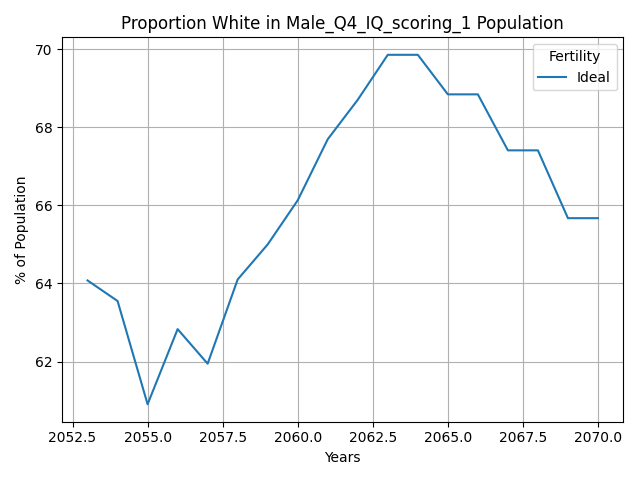 Proportion White in Male_Q4_IQ_scoring_1 Population
Fertility
Ideal
% of Population
70
68
66
64
62
2052.5 2055.0 2057.5 2060.0 2062.5 2065.0 2067.5 2070.0
Years